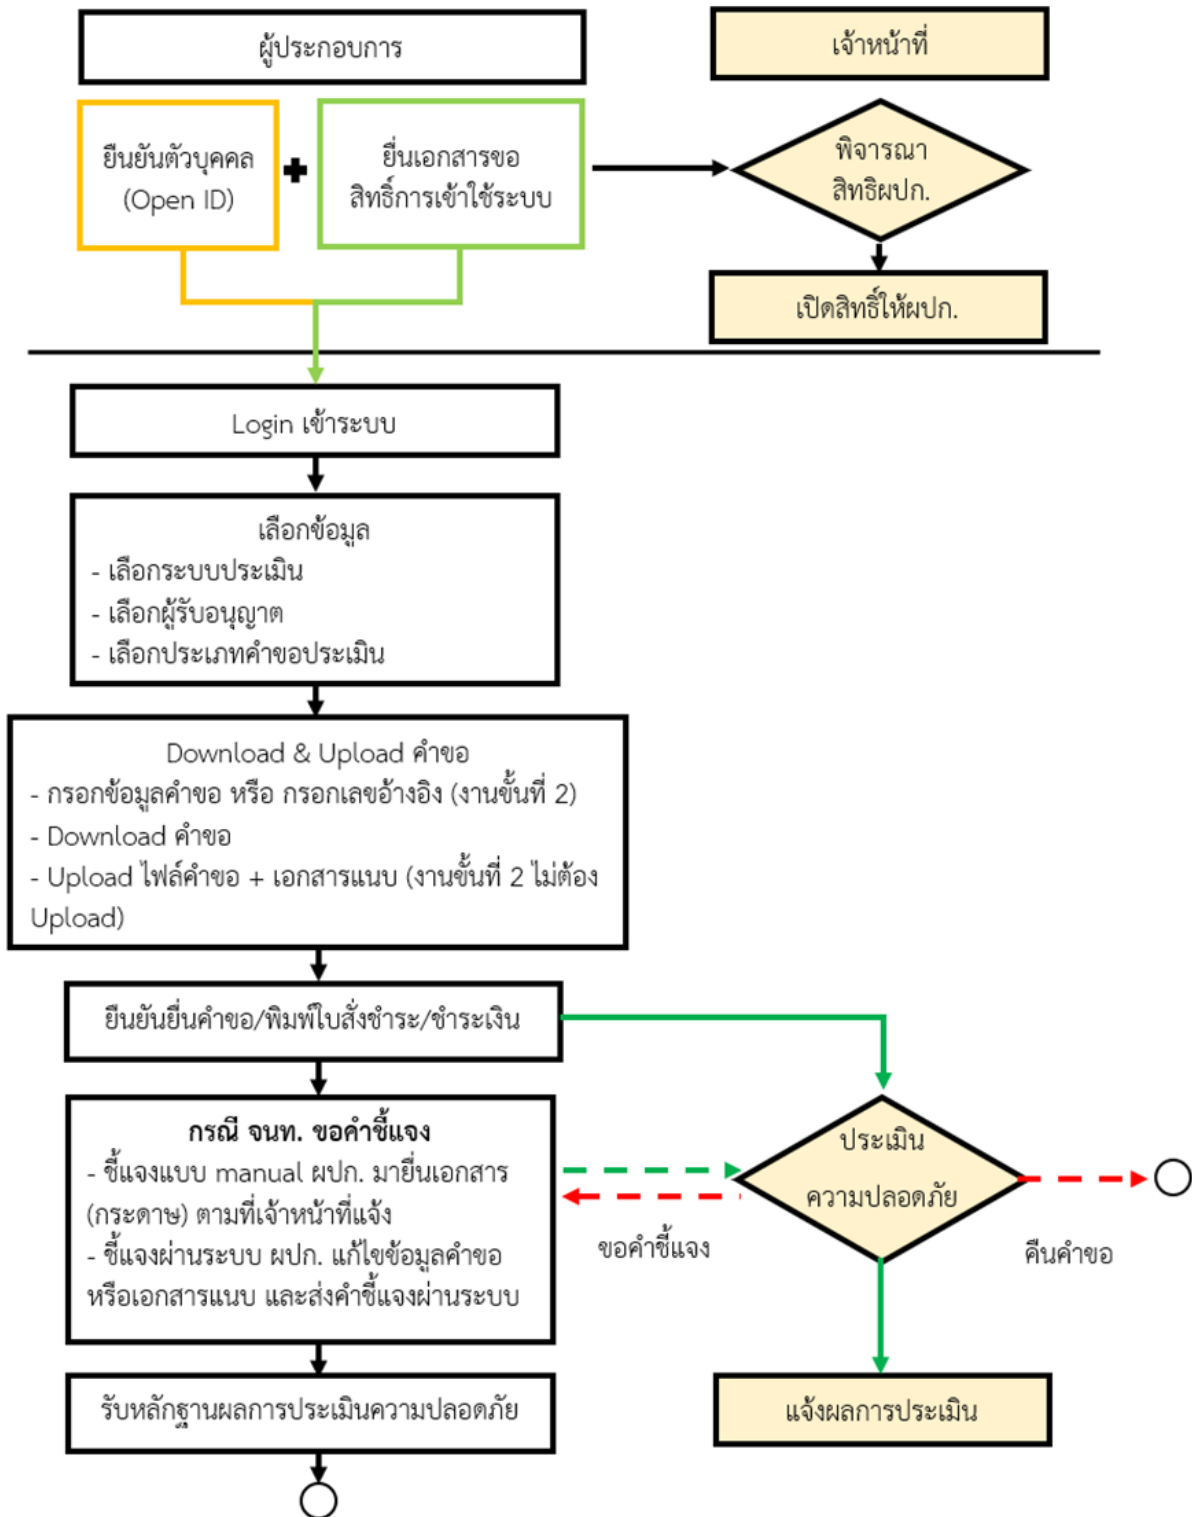 ผู้ประกอบการ
เจ้าหน้าที่
ยืนยันตัวบุคคล
(Open ID)
ยื่นเอกสารขอ
สิทธิ์การเข้าใช้ระบบ
พิจารณา
สิทธิผปก.
เปิดสิทธิ์ให้ผปก.
Login เข้าระบบ
เลือกข้อมูล
- เลือกระบบประเมิน
- เลือกผู้รับอนุญาต
- เลือกประเภทคำขอประเมิน
Download & Upload คำขอ
- กรอกข้อมูลคำขอ หรือ กรอกเลขอ้างอิง (งานขั้นที่ 2)
- Download คำขอ
- Upload ไฟล์คำขอ + เอกสารแนบ (งานขั้นที่ 2 ไม่ต้อง
Upload)
ยืนยันยื่นคำขอ/พิมพ์ใบสั่งชำระ/ชำระเงิน
กรณี จนท. ขอคำชี้แจง
- ชี้แจงแบบ manual ผปก. มายื่นเอกสาร
(กระดาษ) ตามที่เจ้าหน้าที่แจ้ง
- ชี้แจงผ่านระบบ ผปก. แก้ไขข้อมูลคำขอ
หรือเอกสารแนบ และส่งคำชี้แจงผ่านระบบ
ประเมิน
ความปลอดภัย
ขอคำชี้แจง
คืนคำขอ
รับหลักฐานผลการประเมินความปลอดภัย
แจ้งผลการประเมิน